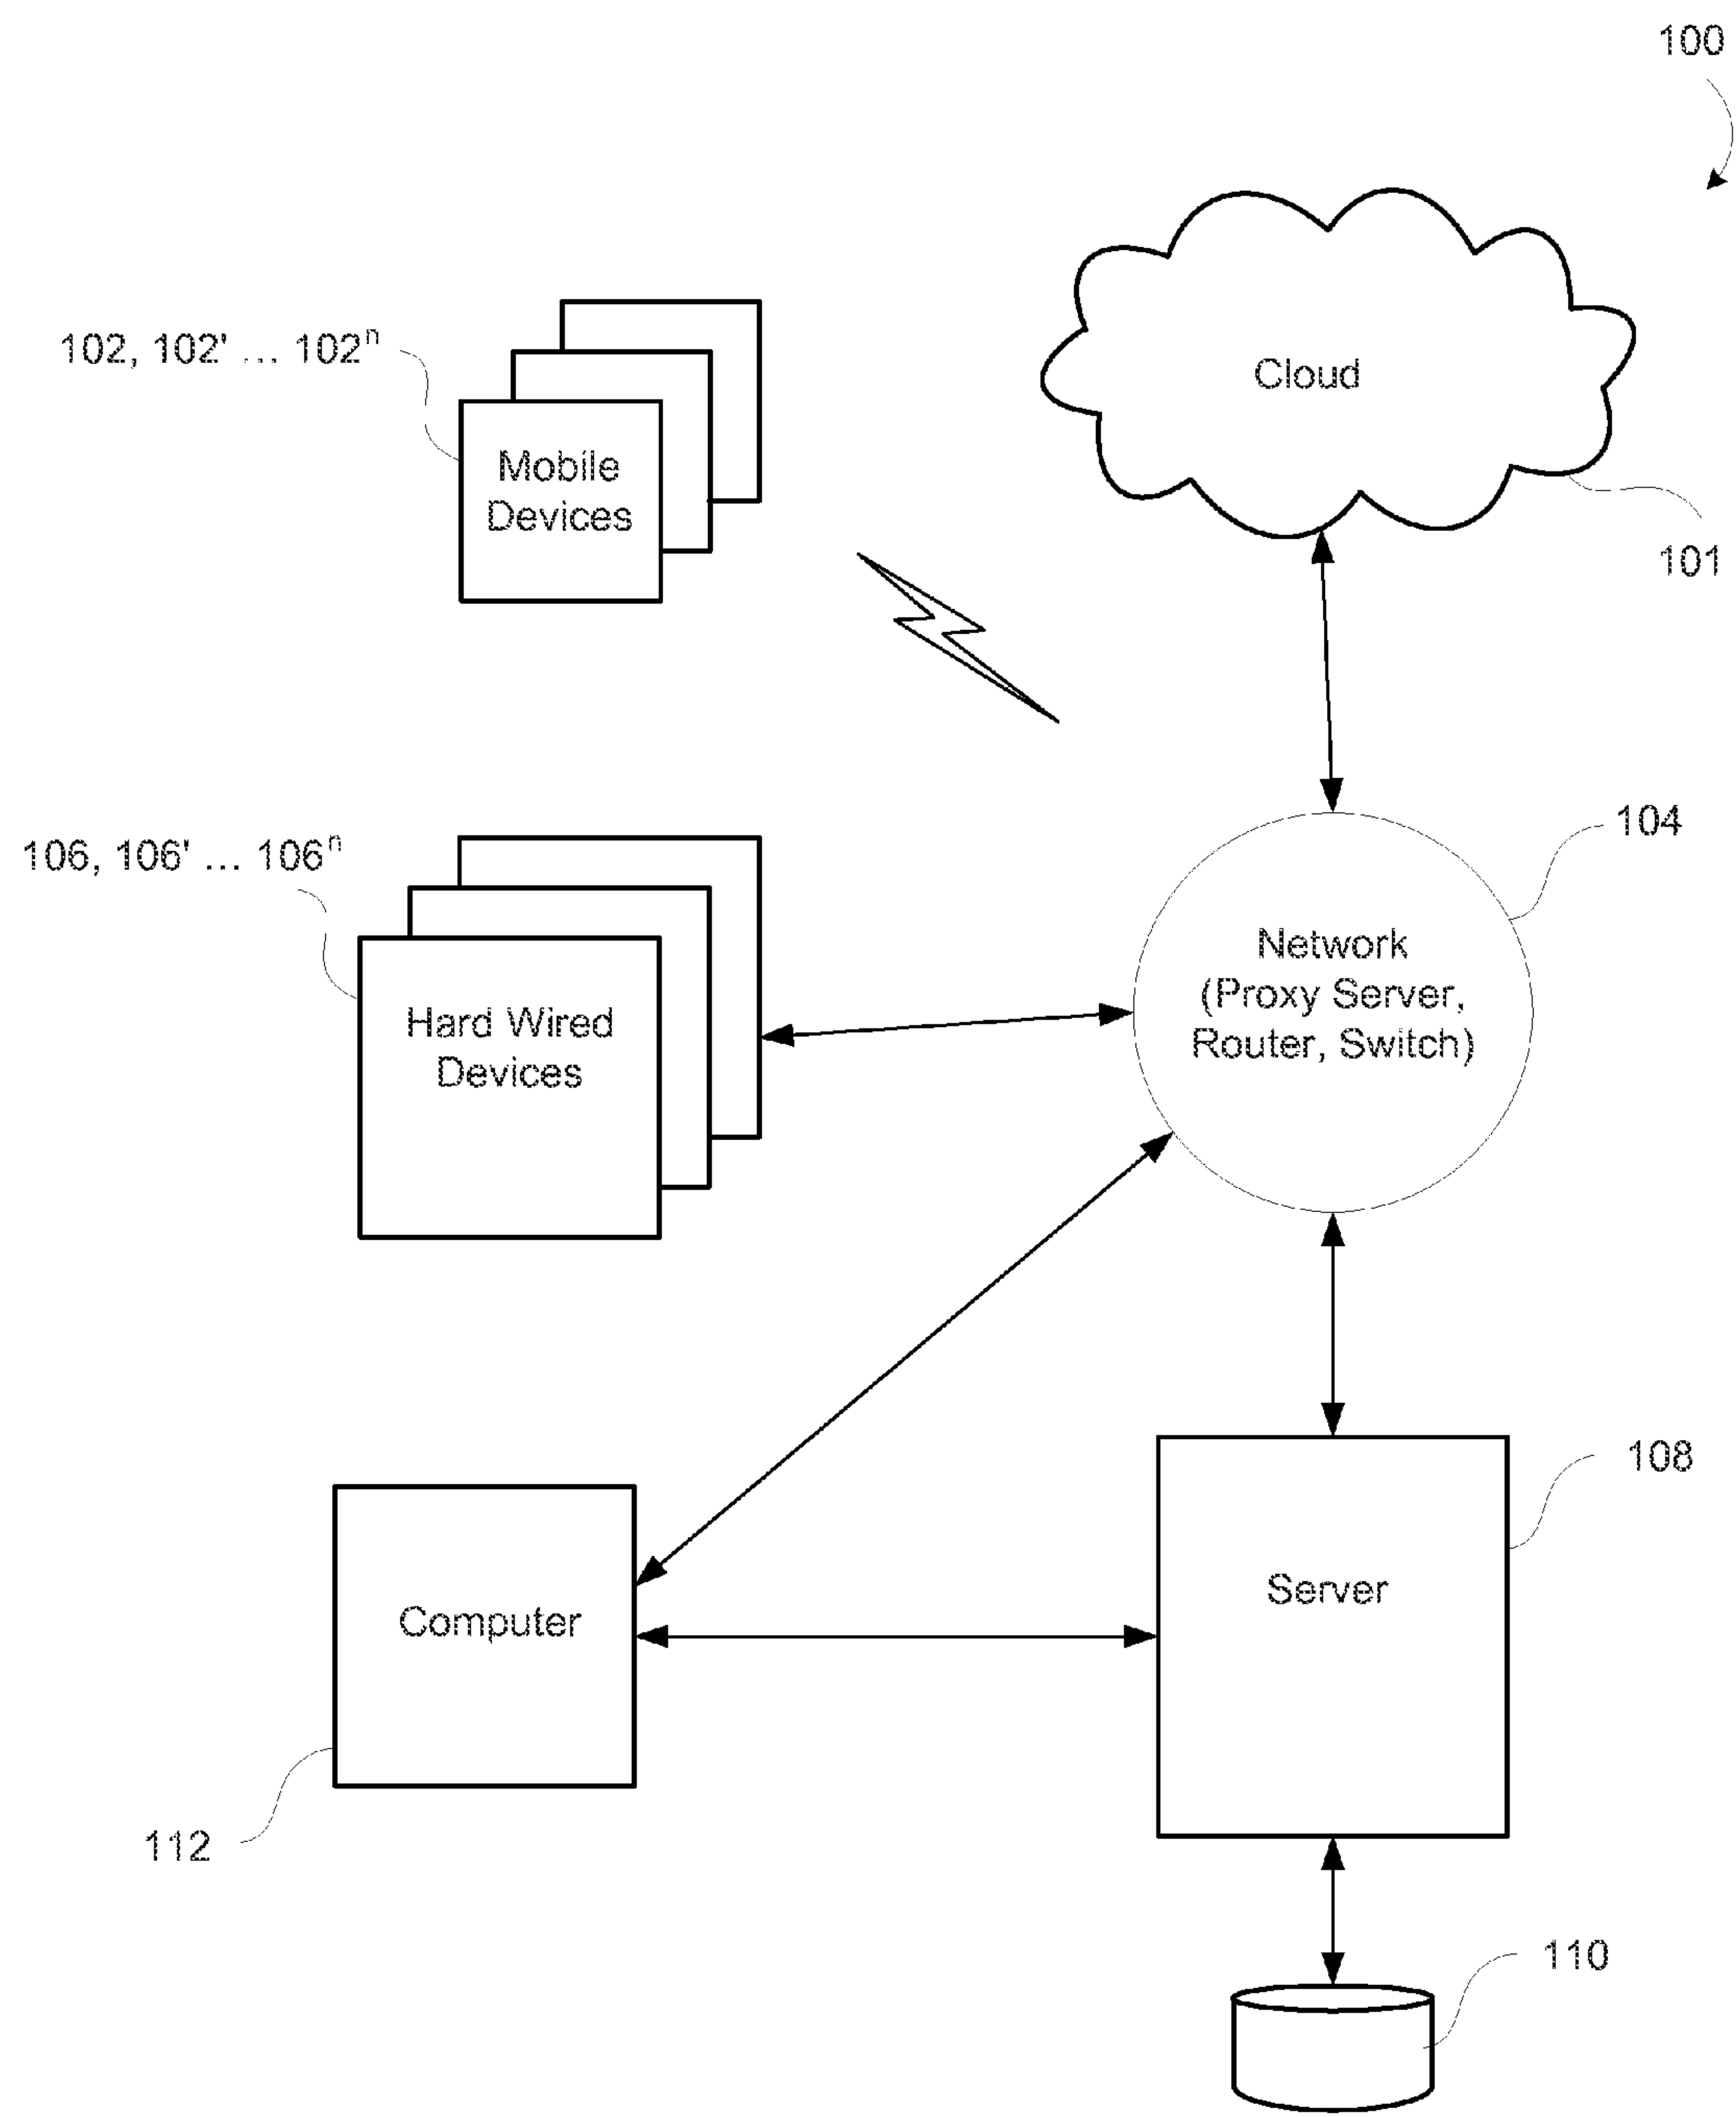 100
102, 102' ... 102ⁿ
Mobile
Devices
Cloud
101
106, 106' ... 106ⁿ
Hard Wired
Devices
104
Network
(Proxy Server,
Router, Switch)
108
Server
Computer
112
110